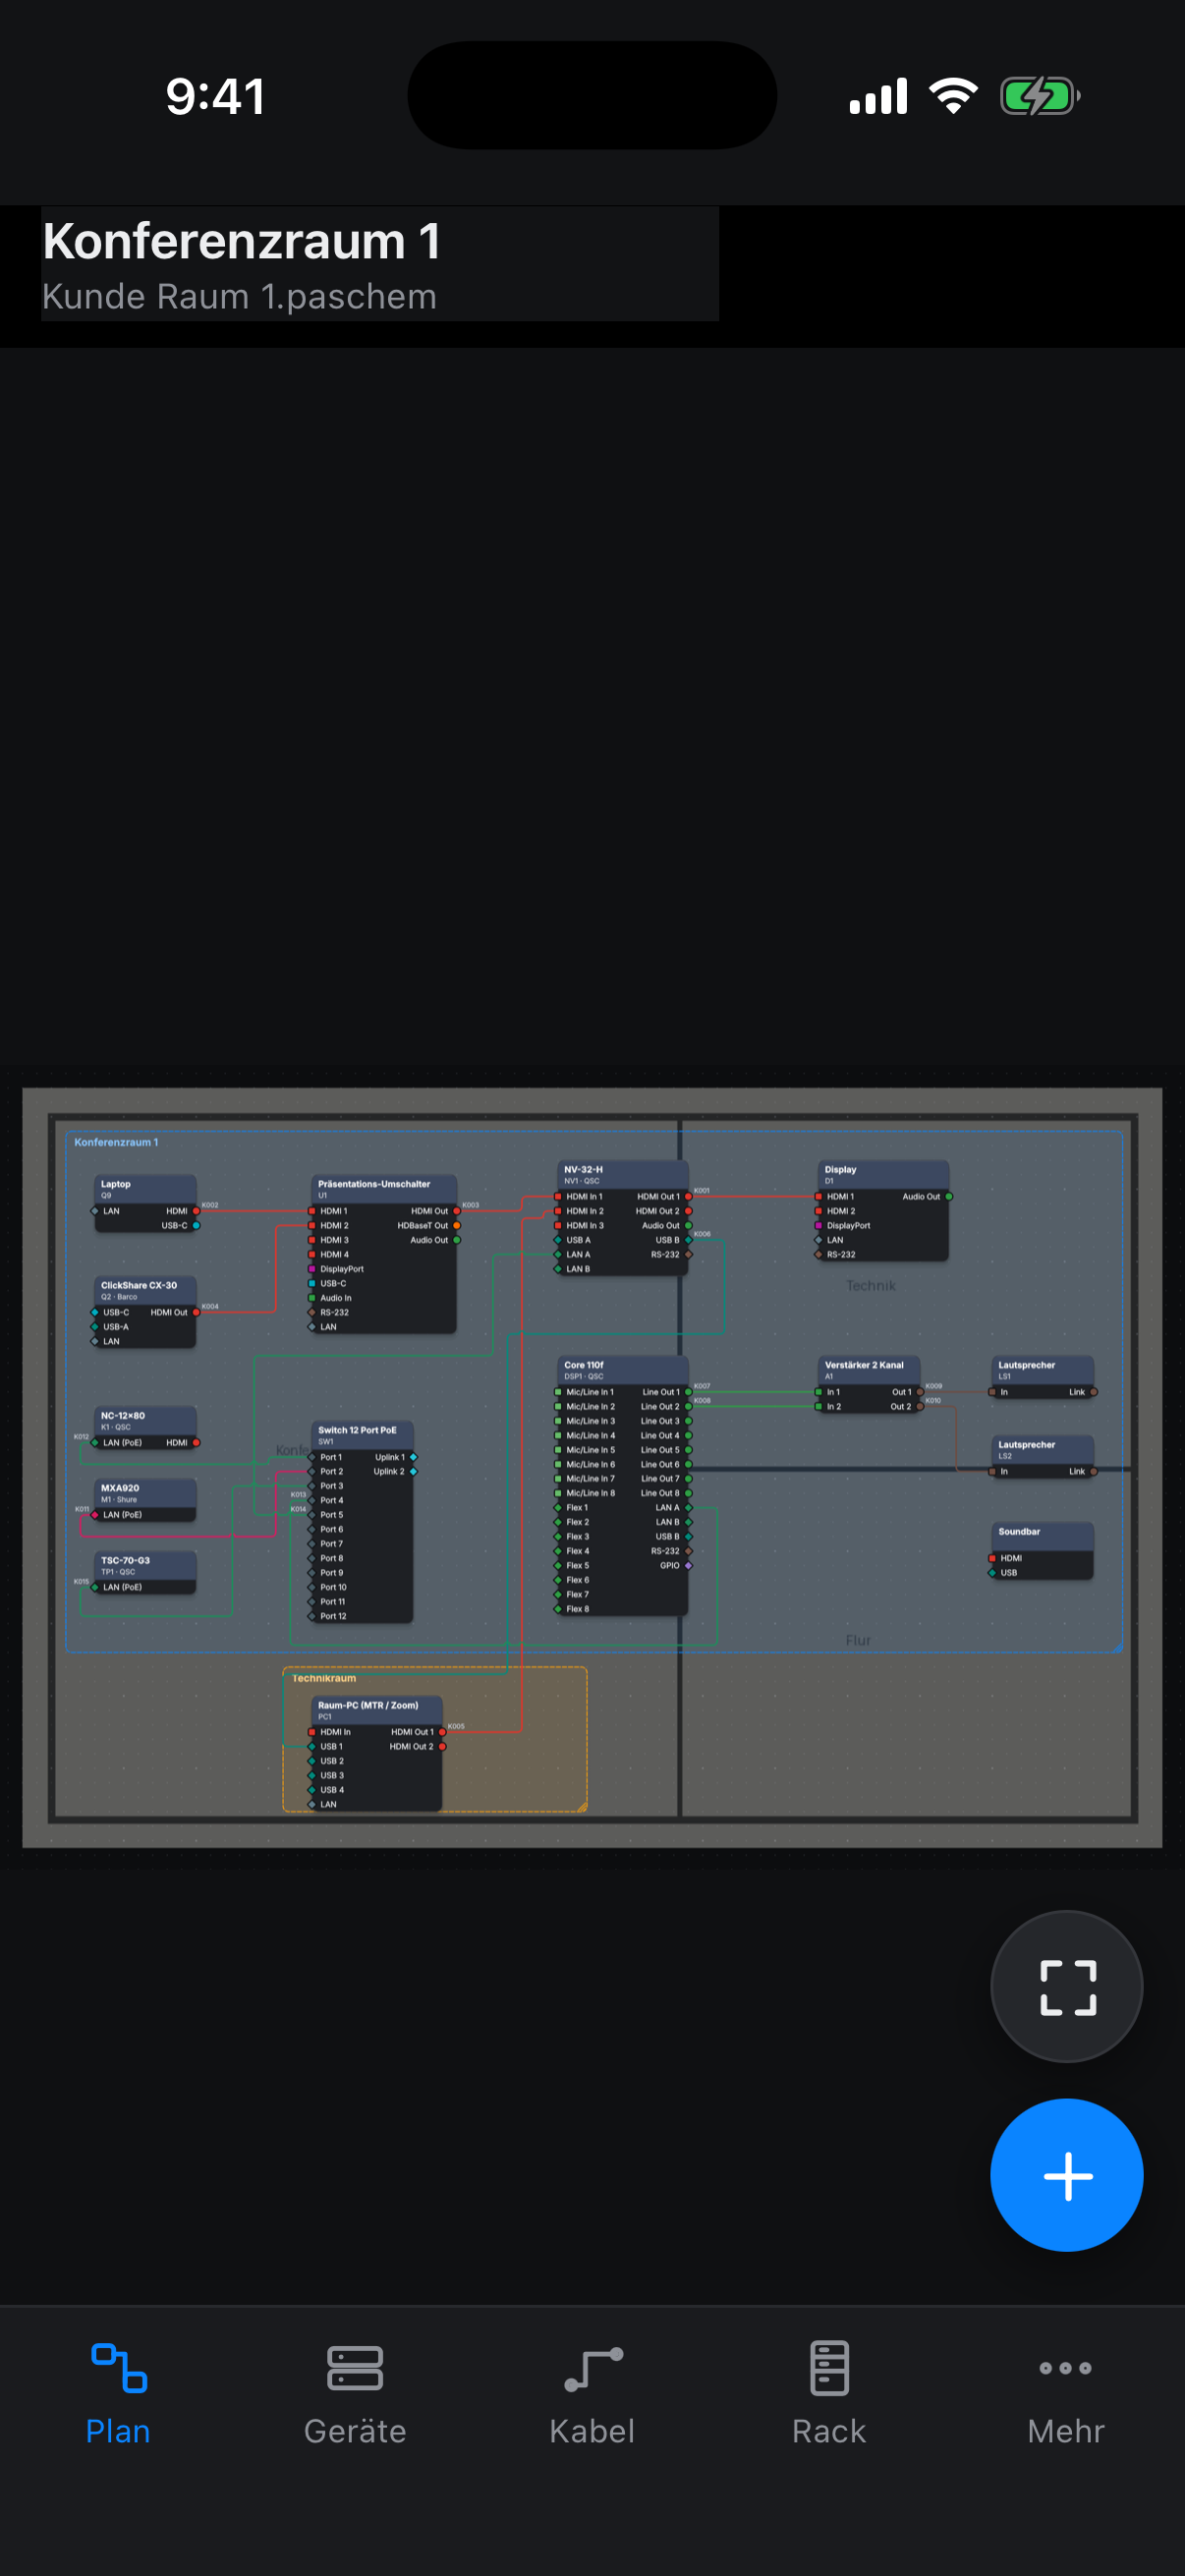 9:41
Konferenzraum 1
Kunde Raum 1.paschem
Konferenzraum 1
Laptop
Q9
LAN HDMI
USB-C
K002
Präsentations-Umschalter
U1
HDMI 1 HDMI Out
HDMI 2 HDBaseT Out
HDMI 3 Audio Out
HDMI 4
DisplayPort
USB-C
Audio In
RS-232
LAN
K003
NV-32-H
NV1 · QSC
HDMI In 1 HDMI Out 1
HDMI In 2 HDMI Out 2
HDMI In 3 Audio Out
USB A USB B
LAN A RS-232
LAN B
K001
K006
Display
D1
HDMI 1 Audio Out
HDMI 2
DisplayPort
LAN
RS-232
Technik
ClickShare CX-30
Q2 · Barco
USB-C HDMI Out
USB-A
LAN
K004
Core 110f
DSP1 · QSC
Mic/Line In 1 Line Out 1
Mic/Line In 2 Line Out 2
Mic/Line In 3 Line Out 3
Mic/Line In 4 Line Out 4
Mic/Line In 5 Line Out 5
Mic/Line In 6 Line Out 6
Mic/Line In 7 Line Out 7
Mic/Line In 8 Line Out 8
Flex 1 LAN A
Flex 2 LAN B
Flex 3 USB B
Flex 4 RS-232
Flex 5 GPIO
Flex 6
Flex 7
Flex 8
K007
K008
Verstärker 2 Kanal
A1
In 1 Out 1
In 2 Out 2
K009
K010
Lautsprecher
LS1
In Link
Lautsprecher
LS2
In Link
Soundbar
HDMI
USB
NC-12×80
K1 · QSC
K012
LAN (PoE) HDMI
MXA920
M1 · Shure
K011
LAN (PoE)
TSC-70-G3
TP1 · QSC
K015
LAN (PoE)
Konfe
Switch 12 Port PoE
SW1
Port 1 Uplink 1
Port 2 Uplink 2
Port 3
K013
Port 4
K014
Port 5
Port 6
Port 7
Port 8
Port 9
Port 10
Port 11
Port 12
Flur
Technikraum
Raum-PC (MTR / Zoom)
PC1
HDMI In HDMI Out 1
USB 1 HDMI Out 2
USB 2
USB 3
USB 4
LAN
K005
Plan Geräte Kabel Rack Mehr